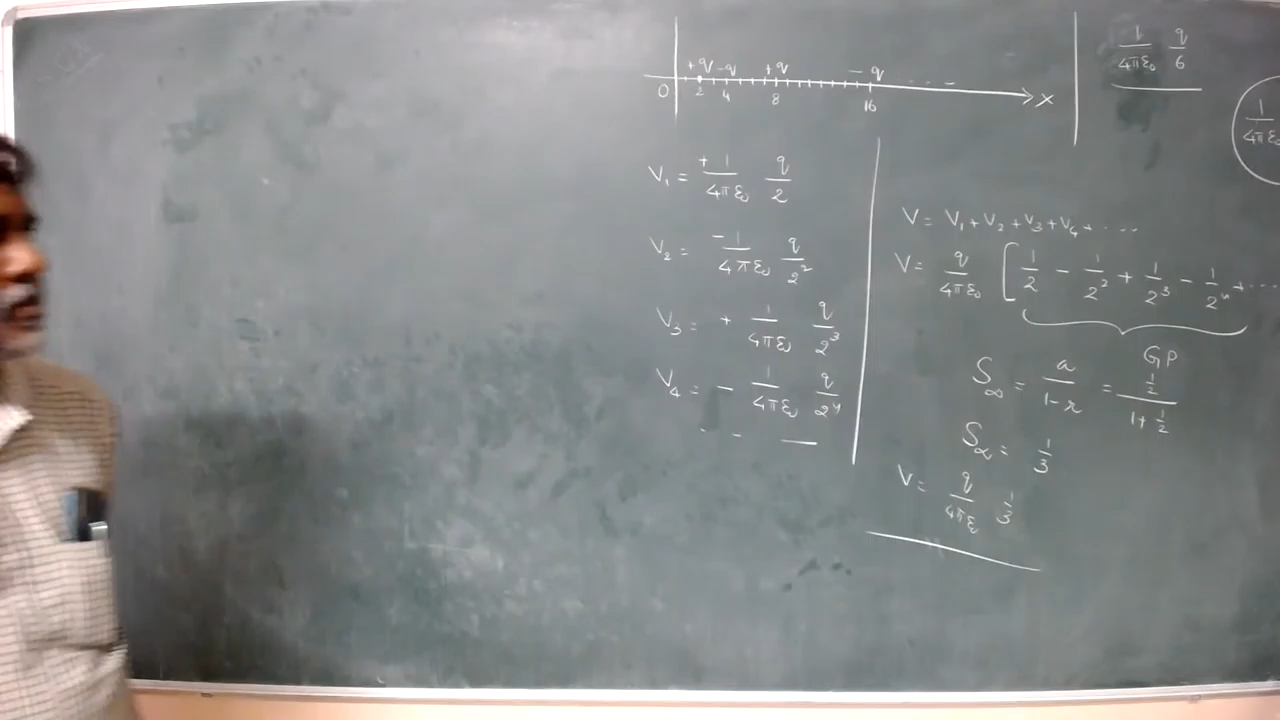 +q -q +q -q ...
O 2 4 8 16 X
V₁ = + 1/4πε₀ q/2
V₂ = - 1/4πε₀ q/2²
V₃ = + 1/4πε₀ q/2³
V₄ = - 1/4πε₀ q/2⁴
- - —
1/4πε₀ q/6
1/4πε₀
V = V₁ + V₂ + V₃ + V₄ + ...
V = q/4πε₀ [ 1/2 - 1/2² + 1/2³ - 1/2⁴ + ...
GP
S∞ = a/1-r = 1/2/1+1/2
S∞ = 1/3
V = q/4πε 1/3